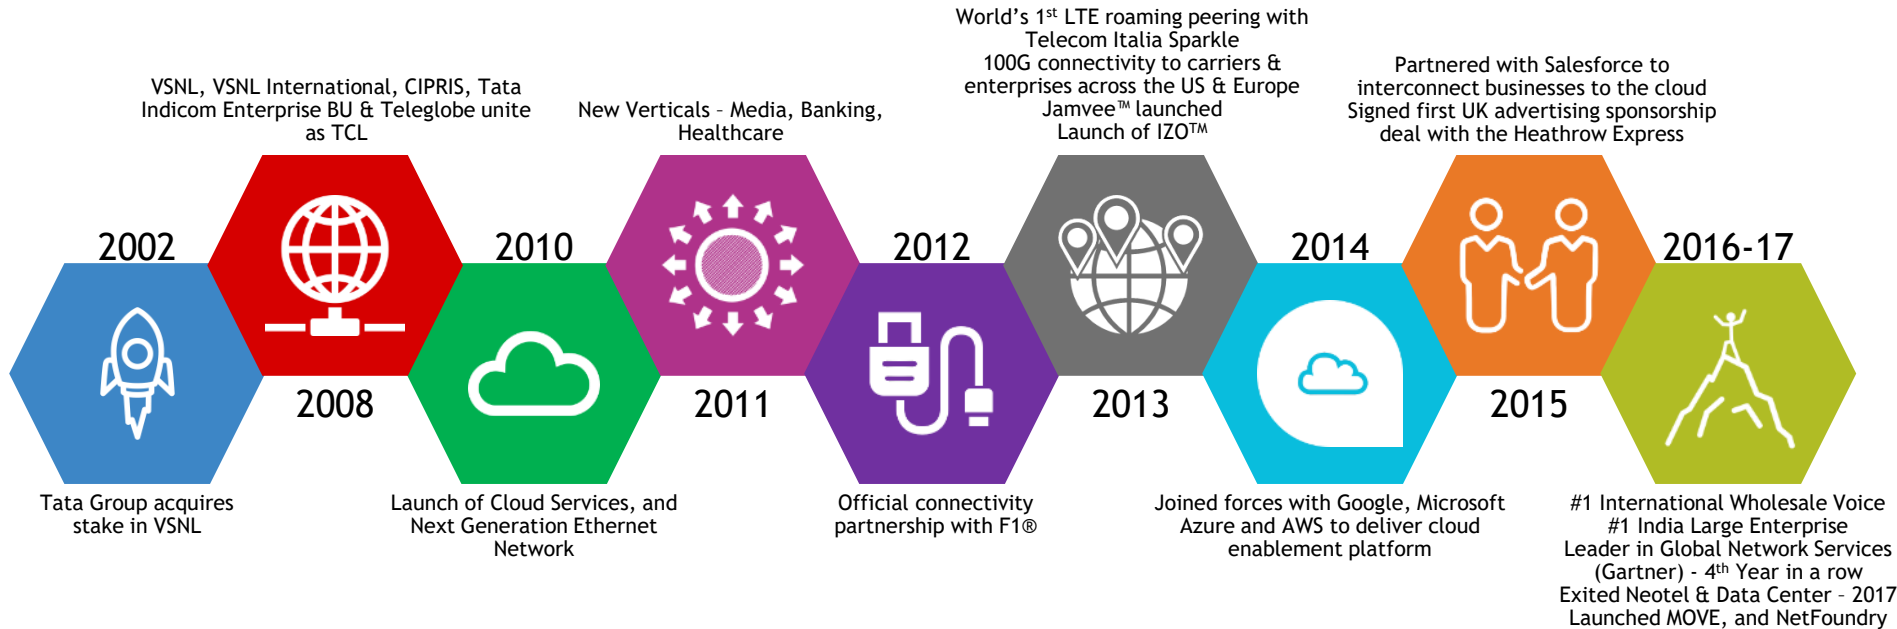 2002
Tata Group acquires
stake in VSNL
VSNL, VSNL International, CIPRIS, Tata
Indicom Enterprise BU & Teleglobe unite
as TCL
2008
2010
Launch of Cloud Services, and
Next Generation Ethernet
Network
New Verticals – Media, Banking,
Healthcare
2011
2012
Official connectivity
partnership with F1®
World’s 1st LTE roaming peering with
Telecom Italia Sparkle
100G connectivity to carriers &
enterprises across the US & Europe
Jamvee™ launched
Launch of IZO™
2013
2014
Joined forces with Google, Microsoft
Azure and AWS to deliver cloud
enablement platform
Partnered with Salesforce to
interconnect businesses to the cloud
Signed first UK advertising sponsorship
deal with the Heathrow Express
2015
2016-17
#1 International Wholesale Voice
#1 India Large Enterprise
Leader in Global Network Services
(Gartner) - 4th Year in a row
Exited Neotel & Data Center – 2017
Launched MOVE, and NetFoundry